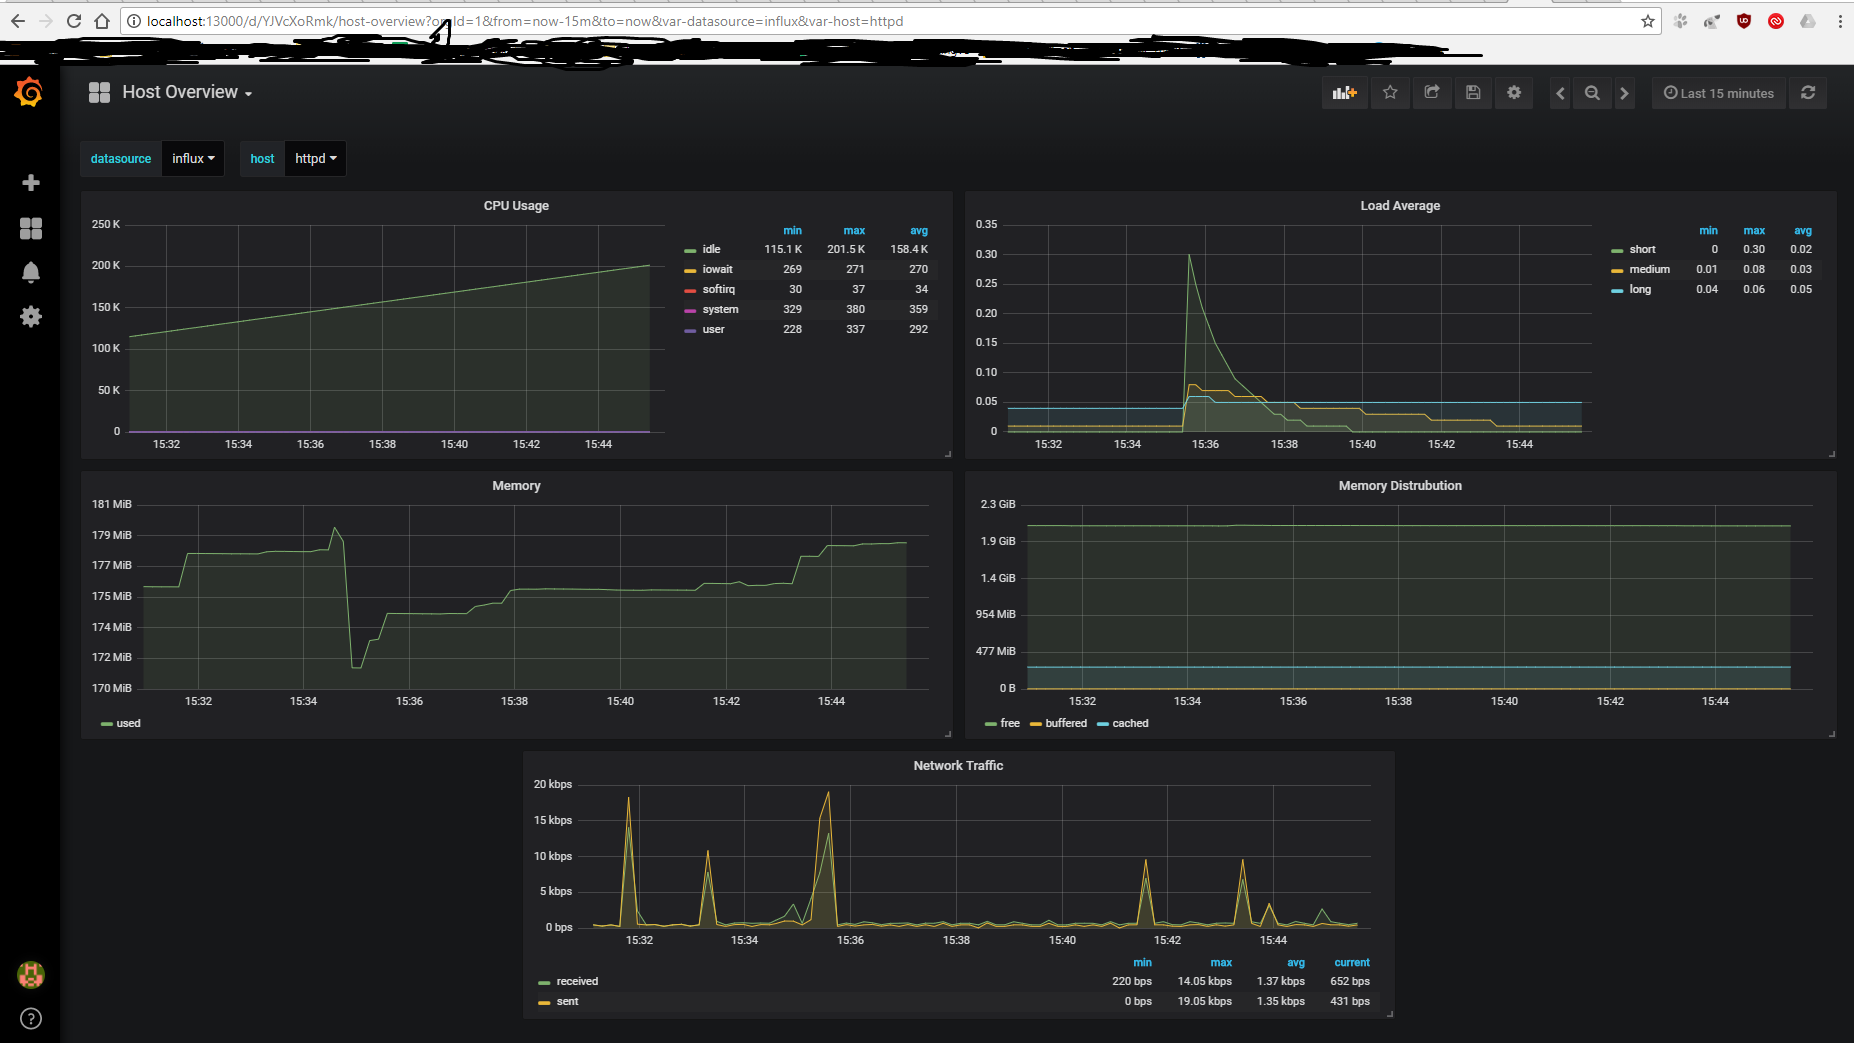 localhost:13000/d/YJVcXoRmk/host-overview?orgId=1&from=now-15m&to=now&var-datasource=influx&var-host=httpd
Host Overview
Last 15 minutes
datasource influx host httpd
CPU Usage
250 K
200 K
150 K
100 K
50 K
0
15:32 15:34 15:36 15:38 15:40 15:42 15:44
min max avg
idle 115.1 K 201.5 K 158.4 K
iowait 269 271 270
softirq 30 37 34
system 329 380 359
user 228 337 292
Load Average
0.35
0.30
0.25
0.20
0.15
0.10
0.05
0
15:32 15:34 15:36 15:38 15:40 15:42 15:44
min max avg
short 0 0.30 0.02
medium 0.01 0.08 0.03
long 0.04 0.06 0.05
Memory
181 MiB
179 MiB
177 MiB
175 MiB
174 MiB
172 MiB
170 MiB
15:32 15:34 15:36 15:38 15:40 15:42 15:44
used
Memory Distrubution
2.3 GiB
1.9 GiB
1.4 GiB
954 MiB
477 MiB
0 B
15:32 15:34 15:36 15:38 15:40 15:42 15:44
free buffered cached
Network Traffic
20 kbps
15 kbps
10 kbps
5 kbps
0 bps
15:32 15:34 15:36 15:38 15:40 15:42 15:44
min max avg current
received 220 bps 14.05 kbps 1.37 kbps 652 bps
sent 0 bps 19.05 kbps 1.35 kbps 431 bps